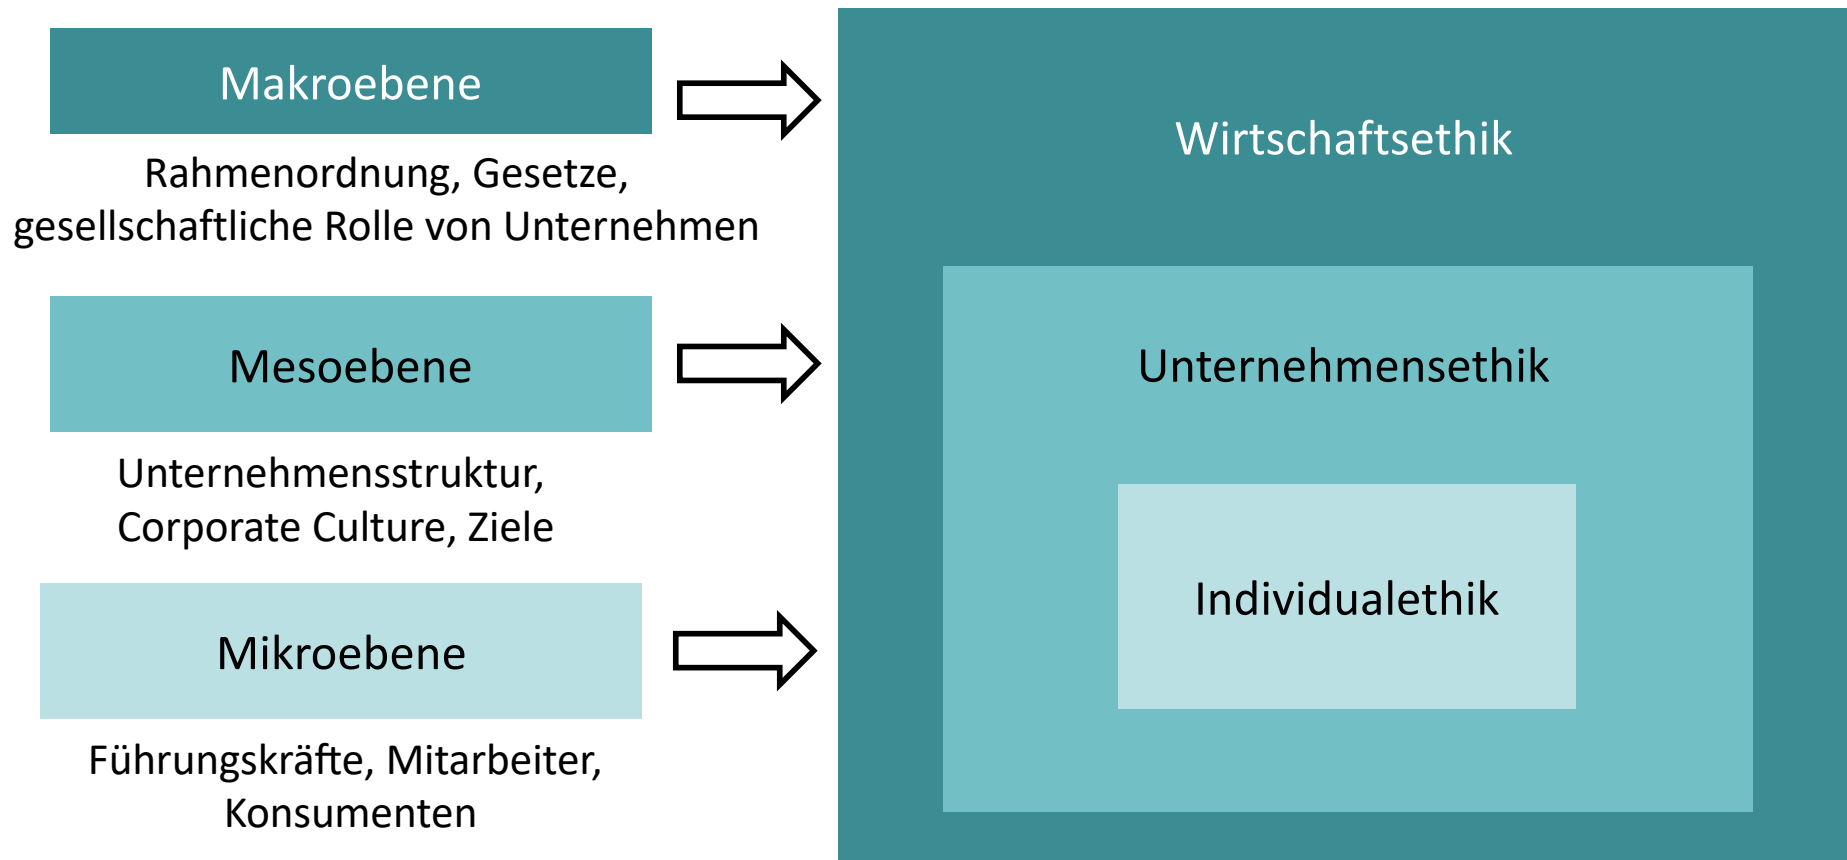 Makroebene
Rahmenordnung, Gesetze,
gesellschaftliche Rolle von Unternehmen
Mesoebene
Unternehmensstruktur,
Corporate Culture, Ziele
Mikroebene
Führungskräfte, Mitarbeiter,
Konsumenten
Wirtschaftsethik
Unternehmensethik
Individualethik